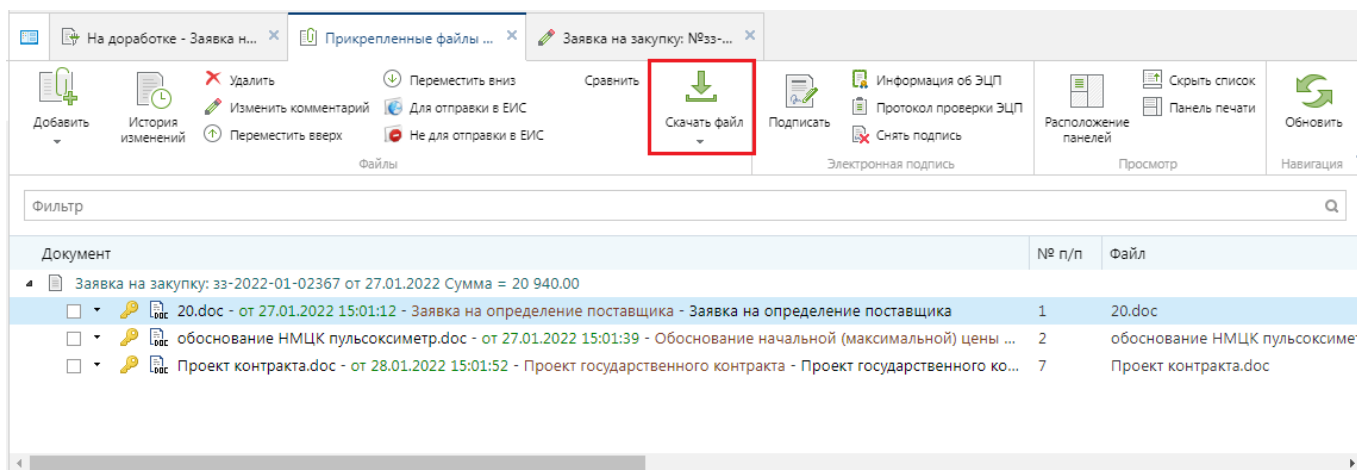 На доработке - Заявка н... Прикрепленные файлы ... Заявка на закупку: №зз-...
Удалить Переместить вниз Сравнить Информация об ЭЦП Скрыть список
Изменить комментарий Для отправки в ЕИС Протокол проверки ЭЦП Панель печати
Добавить История изменений Переместить вверх Не для отправки в ЕИС Скачать файл Подписать Снять подпись Расположение панелей Обновить
Файлы Электронная подпись Просмотр Навигация
Фильтр
Документ № п/п Файл
Заявка на закупку: зз-2022-01-02367 от 27.01.2022 Сумма = 20 940.00
20.doc - от 27.01.2022 15:01:12 - Заявка на определение поставщика - Заявка на определение поставщика 1 20.doc
обоснование НМЦК пульсоксиметр.doc - от 27.01.2022 15:01:39 - Обоснование начальной (максимальной) цены ... 2 обоснование НМЦК пульсоксиме
Проект контракта.doc - от 28.01.2022 15:01:52 - Проект государственного контракта - Проект государственного ко... 7 Проект контракта.doc